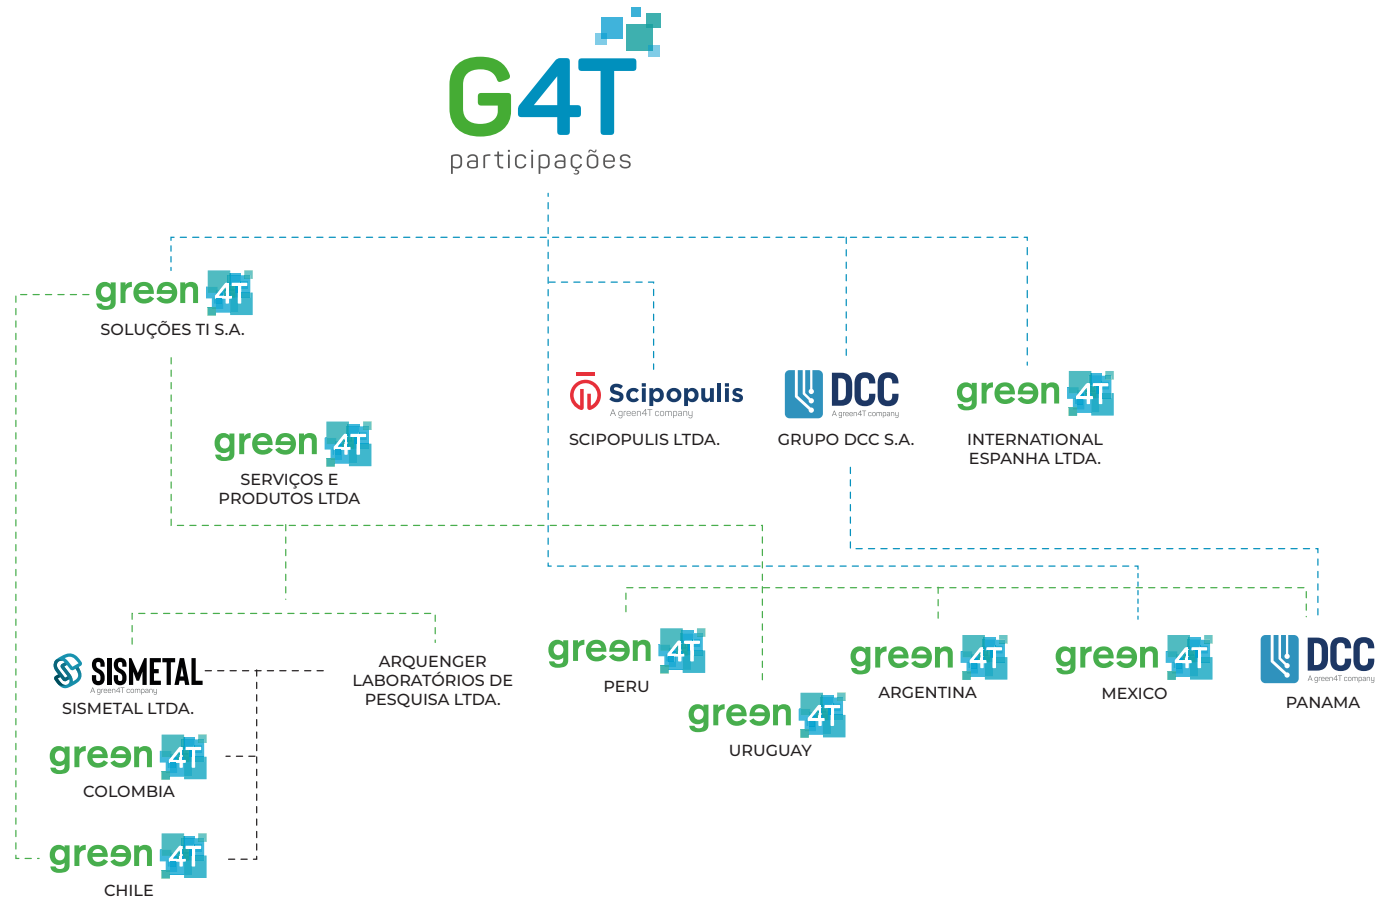 G4T
participações
green 4T
SOLUÇÕES TI S.A.
Scipopulis
A green4T company
SCIPOPULIS LTDA.
DCC
A green4T company
GRUPO DCC S.A.
green 4T
INTERNATIONAL
ESPANHA LTDA.
green 4T
SERVIÇOS E
PRODUTOS LTDA
SISMETAL
A green4T company
SISMETAL LTDA.
ARQUENGER
LABORATÓRIOS DE
PESQUISA LTDA.
green 4T
PERU
green 4T
URUGUAY
green 4T
ARGENTINA
green 4T
MEXICO
DCC
A green4T company
PANAMA
green 4T
COLOMBIA
green 4T
CHILE